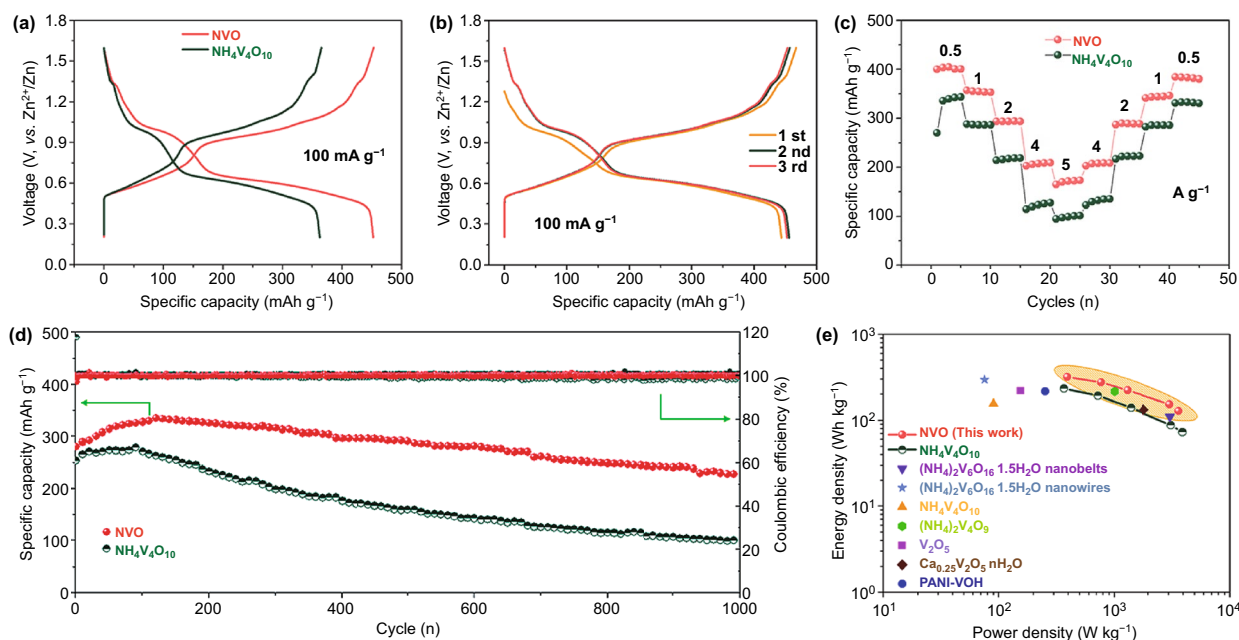 (a)
1.8
1.5
1.2
0.9
0.6
0.3
0.0
Voltage (V, vs. Zn²⁺/Zn)
NVO
NH₄V₄O₁₀
100 mA g⁻¹
0 100 200 300 400 500
Specific capacity (mAh g⁻¹)
(b)
1.8
1.5
1.2
0.9
0.6
0.3
0.0
Voltage (V, vs. Zn²⁺/Zn)
1 st
2 nd
3 rd
100 mA g⁻¹
0 100 200 300 400 500
Specific capacity (mAh g⁻¹)
(c)
500
400
300
200
100
0
Specific capacity (mAh g⁻¹)
NVO
NH₄V₄O₁₀
0.5 1 2 4 5 4 2 1 0.5
A g⁻¹
0 10 20 30 40 50
Cycles (n)
(d)
500
400
350
300
250
200
150
100
50
0
Specific capacity (mAh g⁻¹)
120
100
80
60
40
20
0
Coulombic efficiency (%)
NVO
NH₄V₄O₁₀
0 200 400 600 800 1000
Cycle (n)
(e)
10³
10²
10¹
10⁰
Energy density (Wh kg⁻¹)
NVO (This work)
NH₄V₄O₁₀
(NH₄)₂V₆O₁₆ 1.5H₂O nanobelts
(NH₄)₂V₆O₁₆ 1.5H₂O nanowires
NH₄V₄O₁₀
(NH₄)₂V₄O₉
V₂O₅
Ca₀.₂₅V₂O₅ nH₂O
PANI-VOH
10¹ 10² 10³ 10⁴
Power density (W kg⁻¹)